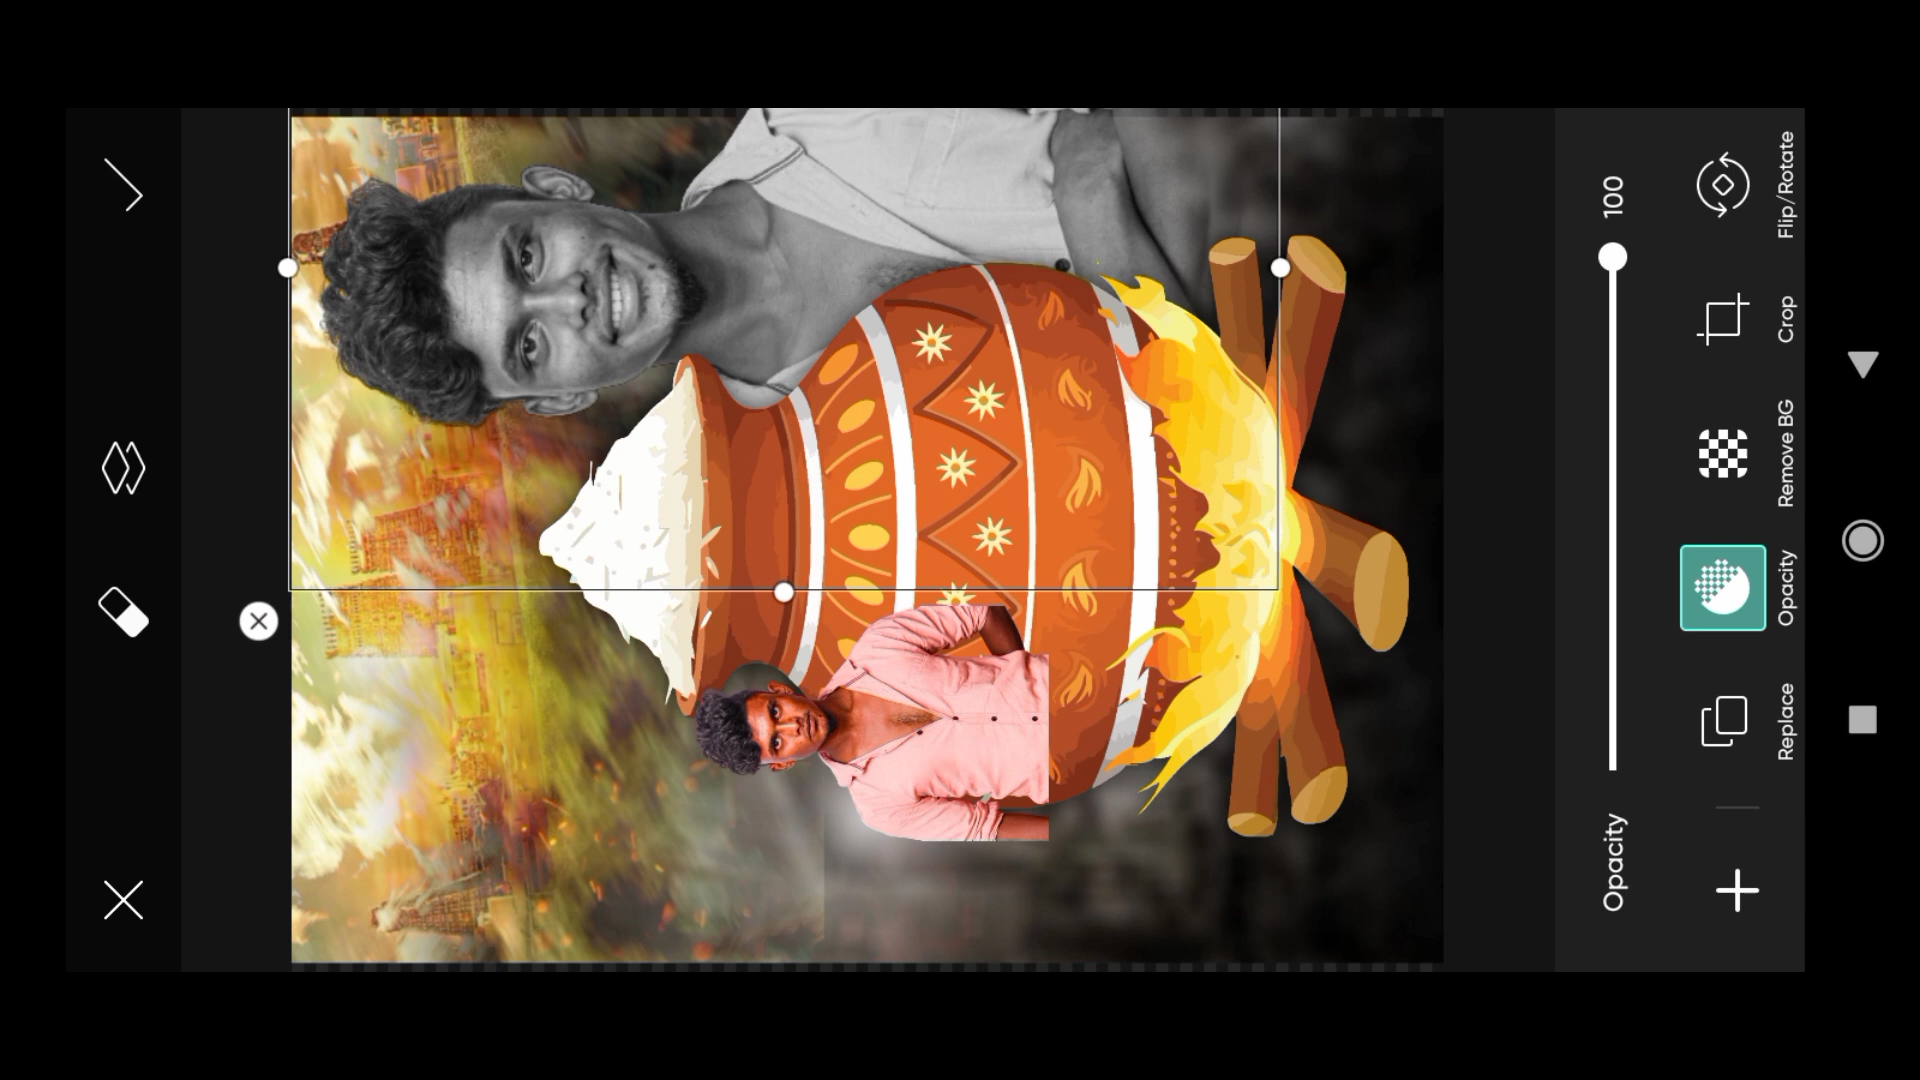 Opacity
100
Replace
Opacity
Remove BG
Crop
Flip/Rotate